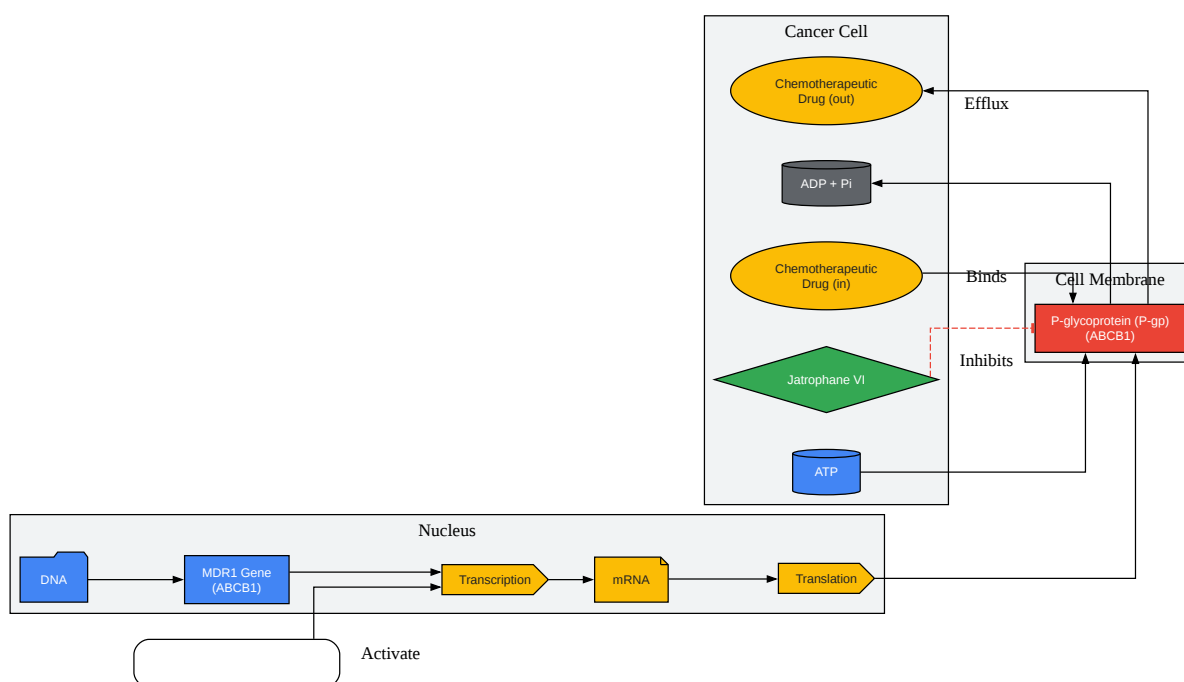 Cancer Cell
Chemotherapeutic
Drug (out)
Efflux
ADP + Pi
Chemotherapeutic
Drug (in)
Binds
Cell Membrane
P-glycoprotein (P-gp)
(ABCB1)
Inhibits
Jatrophane VI
ATP
Nucleus
DNA
MDR1 Gene
(ABCB1)
Transcription
mRNA
Translation
Activate